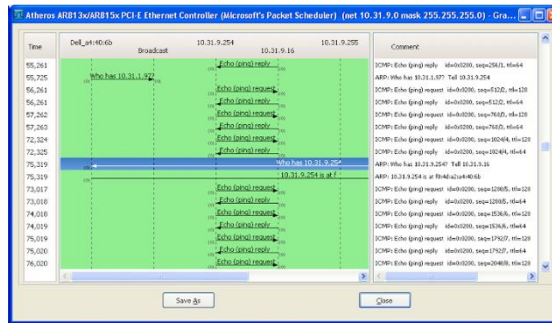 Atheros AR813x/AR815x PCI-E Ethernet Controller (Microsoft's Packet Scheduler) (net 10.31.9.0 mask 255.255.255.0) - Gra...
Time Dell_a4:40:6b Broadcast 10.31.9.254 10.31.9.16 10.31.9.255 Comment
55,261 Echo (ping) reply ICMP: Echo (ping) reply id=0x0200, seq=256/1, ttl=64
55,725 Who has 10.31.1.97? ARP: Who has 10.31.1.97? Tell 10.31.9.254
56,261 Echo (ping) request ICMP: Echo (ping) request id=0x0200, seq=512/2, ttl=128
56,261 Echo (ping) reply ICMP: Echo (ping) reply id=0x0200, seq=512/2, ttl=64
57,262 Echo (ping) request ICMP: Echo (ping) request id=0x0200, seq=768/3, ttl=128
57,263 Echo (ping) reply ICMP: Echo (ping) reply id=0x0200, seq=768/3, ttl=64
72,324 Echo (ping) request ICMP: Echo (ping) request id=0x0200, seq=1024/4, ttl=128
72,325 Echo (ping) reply ICMP: Echo (ping) reply id=0x0200, seq=1024/4, ttl=64
75,319 Who has 10.31.9.25 ARP: Who has 10.31.9.254? Tell 10.31.9.16
75,319 10.31.9.254 is at f ARP: 10.31.9.254 is at
73,017 Echo (ping) request ICMP: Echo (ping) request id=0x0200, seq=1280/5, ttl=128
73,018 Echo (ping) reply ICMP: Echo (ping) reply id=0x0200, seq=1280/5, ttl=64
74,018 Echo (ping) request ICMP: Echo (ping) request id=0x0200, seq=1536/6, ttl=128
74,019 Echo (ping) reply ICMP: Echo (ping) reply id=0x0200, seq=1536/6, ttl=64
75,019 Echo (ping) request ICMP: Echo (ping) request id=0x0200, seq=1792/7, ttl=128
75,020 Echo (ping) reply ICMP: Echo (ping) reply id=0x0200, seq=1792/7, ttl=64
76,020 Echo (ping) request ICMP: Echo (ping) request id=0x0200, seq=2048/8, ttl=128
Save As Close